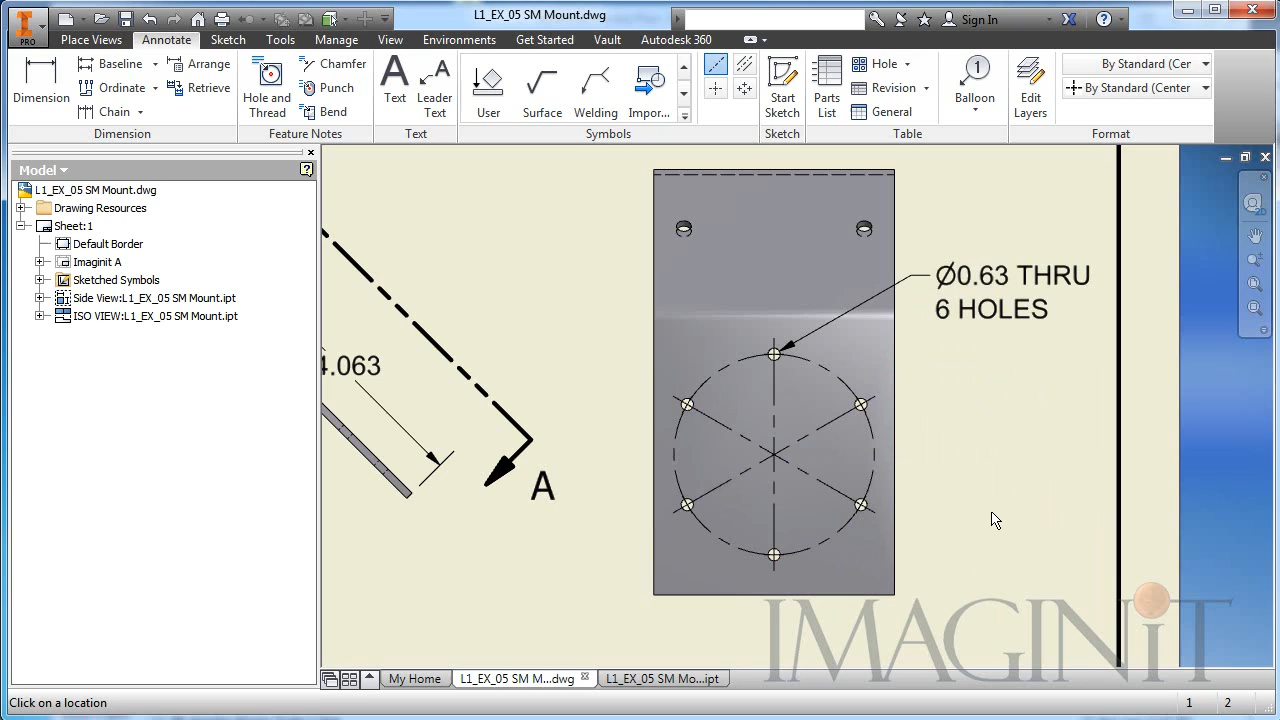 L1_EX_05 SM Mount.dwg
Sign In
PRO
Place Views Annotate Sketch Tools Manage View Environments Get Started Vault Autodesk 360
Dimension
Baseline
Ordinate
Chain
Arrange
Retrieve
Dimension
Hole and Thread
Chamfer
Punch
Bend
Feature Notes
Text
Leader Text
Text
User
Surface
Welding
Impor...
Symbols
Start Sketch
Sketch
Parts List
Hole
Revision
General
Table
1
Balloon
Edit Layers
By Standard (Cer
By Standard (Center
Format
Model
L1_EX_05 SM Mount.dwg
Drawing Resources
Sheet:1
Default Border
Imaginit A
Sketched Symbols
Side View:L1_EX_05 SM Mount.ipt
ISO VIEW:L1_EX_05 SM Mount.ipt
4.063
A
Ø0.63 THRU
6 HOLES
2D
IMAGINiT
My Home L1_EX_05 SM M...dwg L1_EX_05 SM Mo...ipt
Click on a location
1 2